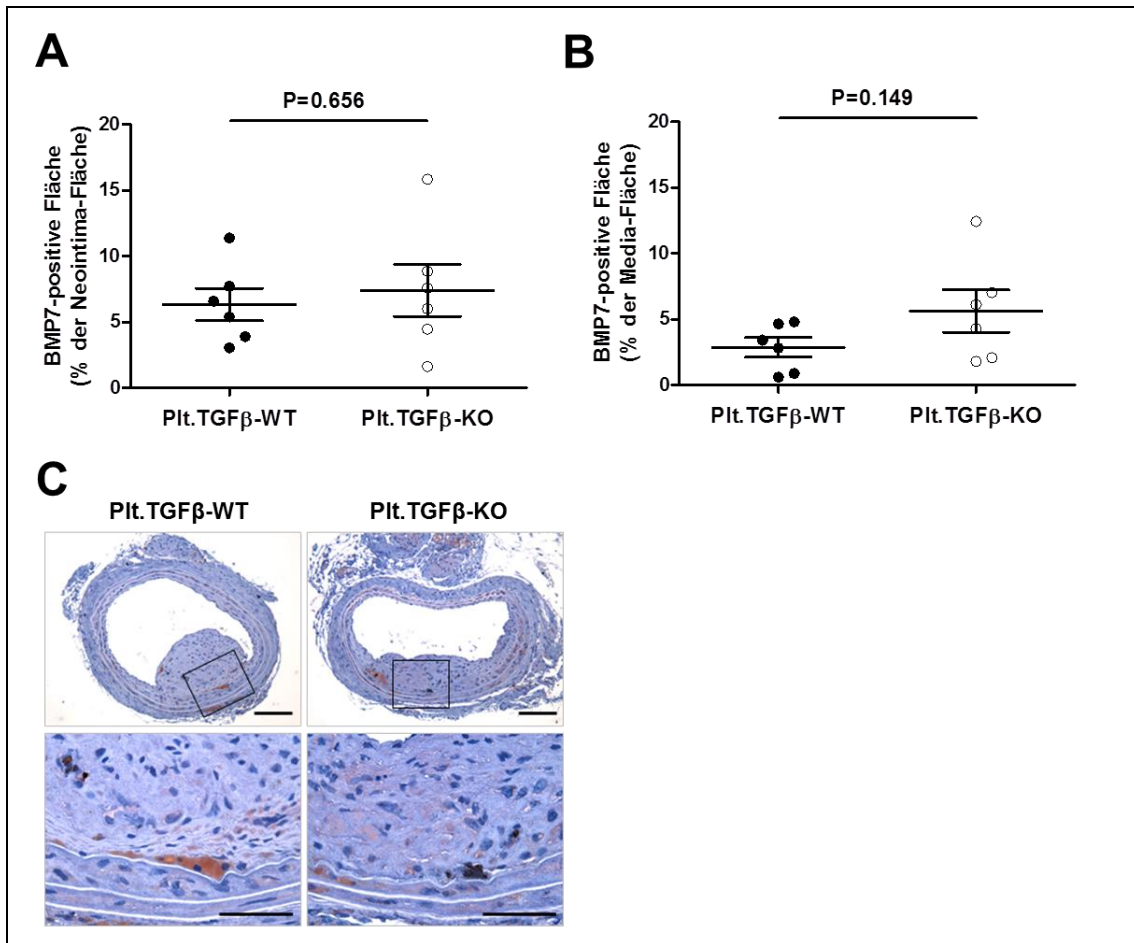 A
P=0.656
BMP7-positive Fläche
(% der Neointima-Fläche)
20
15
10
5
0
Plt.TGFβ-WT
Plt.TGFβ-KO
B
P=0.149
BMP7-positive Fläche
(% der Media-Fläche)
20
15
10
5
0
Plt.TGFβ-WT
Plt.TGFβ-KO
C
Plt.TGFβ-WT
Plt.TGFβ-KO